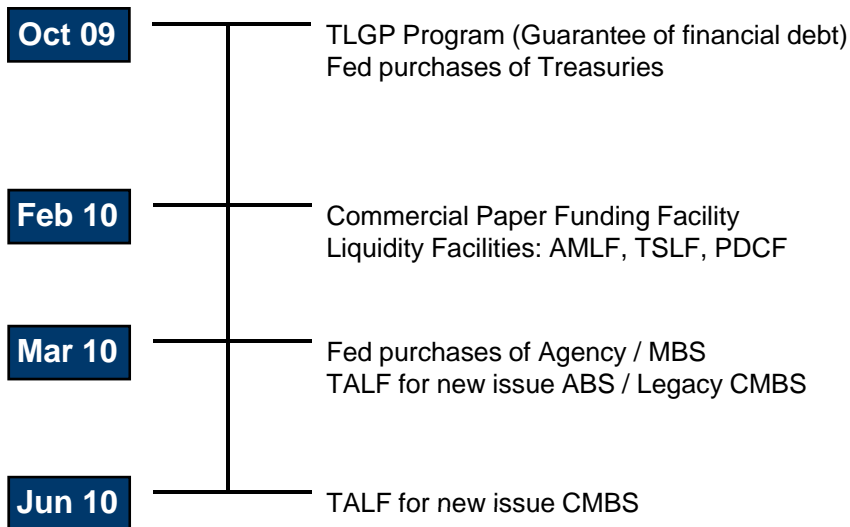 Oct 09
TLGP Program (Guarantee of financial debt)
Fed purchases of Treasuries
Feb 10
Commercial Paper Funding Facility
Liquidity Facilities: AMLF, TSLF, PDCF
Mar 10
Fed purchases of Agency / MBS
TALF for new issue ABS / Legacy CMBS
Jun 10
TALF for new issue CMBS